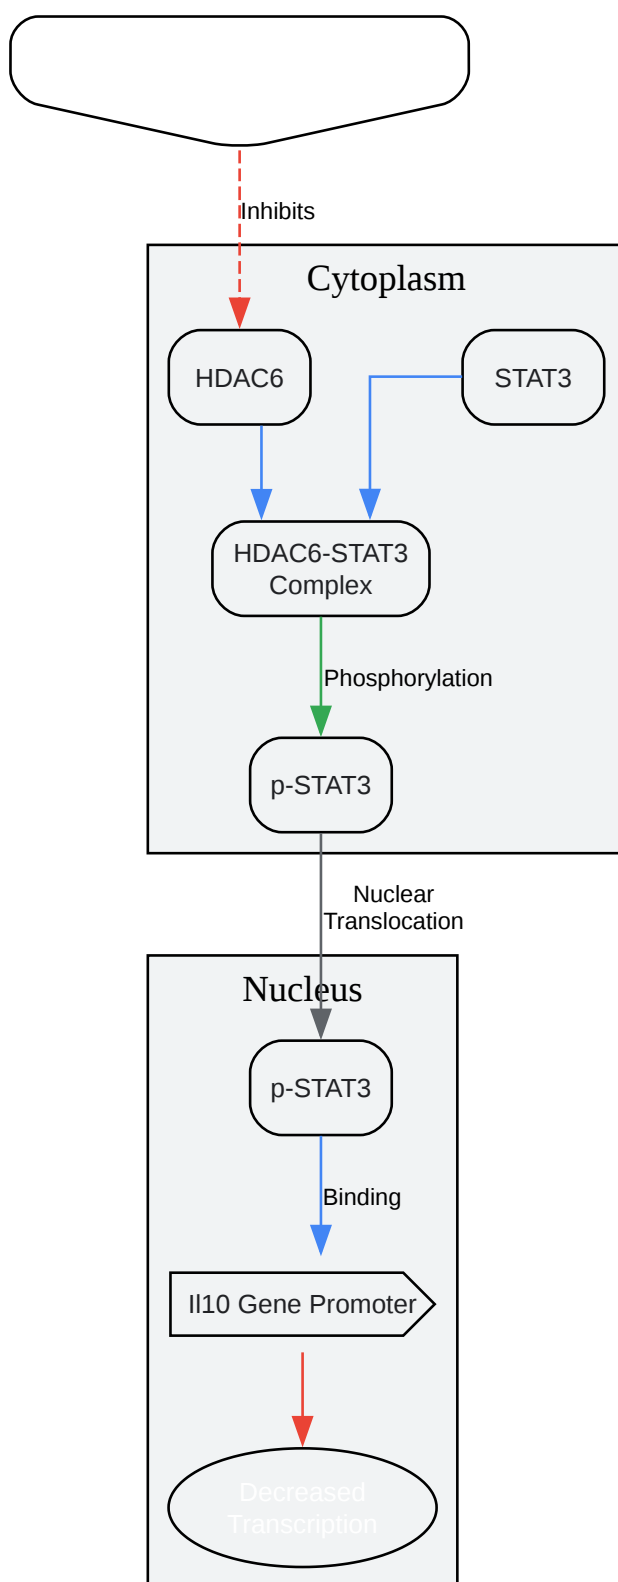 Inhibits
Cytoplasm
HDAC6
STAT3
HDAC6-STAT3
Complex
Phosphorylation
p-STAT3
Nuclear
Translocation
Nucleus
p-STAT3
Binding
Il10 Gene Promoter
Decreased
Transcription